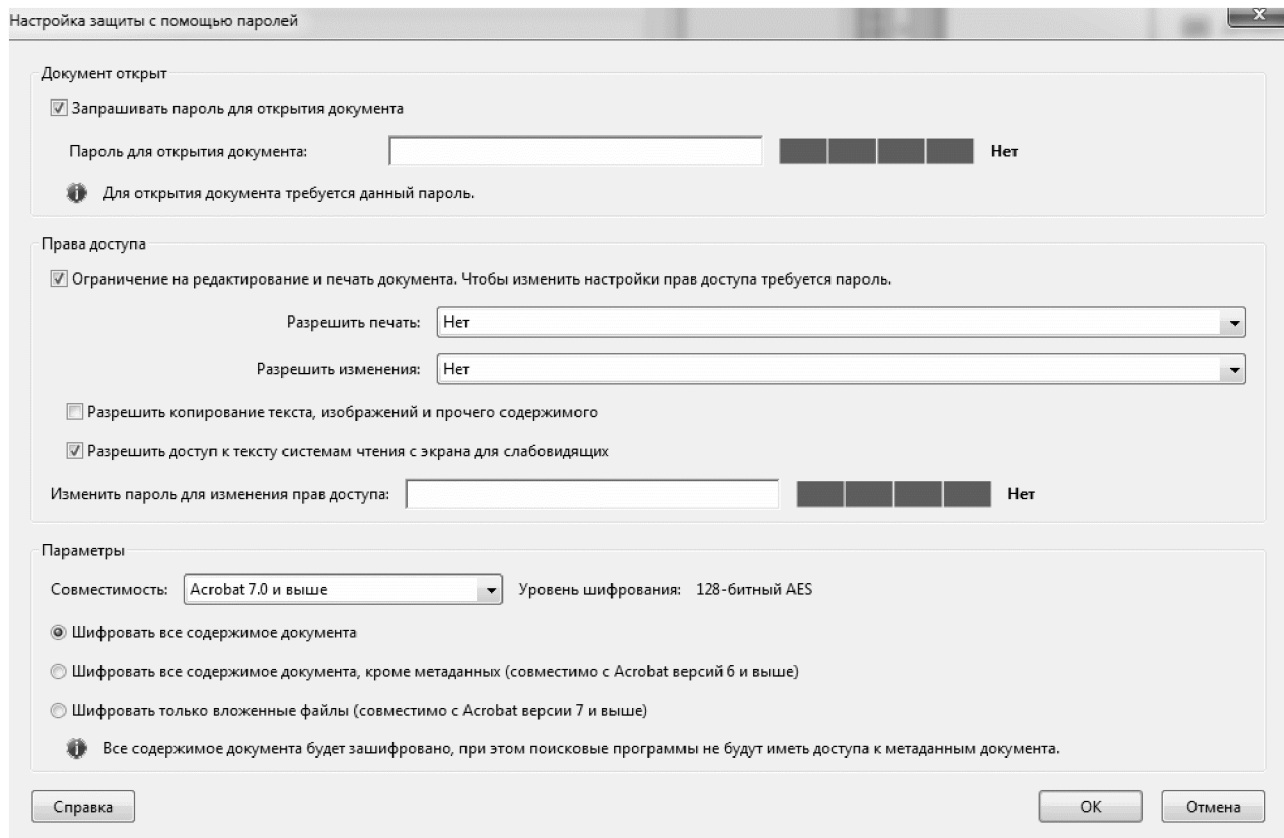 Настройка защиты с помощью паролей
Документ открыт
Запрашивать пароль для открытия документа
Пароль для открытия документа: Нет
Для открытия документа требуется данный пароль.
Права доступа
Ограничение на редактирование и печать документа. Чтобы изменить настройки прав доступа требуется пароль.
Разрешить печать: Нет
Разрешить изменения: Нет
Разрешить копирование текста, изображений и прочего содержимого
Разрешить доступ к тексту системам чтения с экрана для слабовидящих
Изменить пароль для изменения прав доступа: Нет
Параметры
Совместимость: Acrobat 7.0 и выше Уровень шифрования: 128-битный AES
Шифровать все содержимое документа
Шифровать все содержимое документа, кроме метаданных (совместимо с Acrobat версий 6 и выше)
Шифровать только вложенные файлы (совместимо с Acrobat версии 7 и выше)
Все содержимое документа будет зашифровано, при этом поисковые программы не будут иметь доступа к метаданным документа.
Справка ОК Отмена